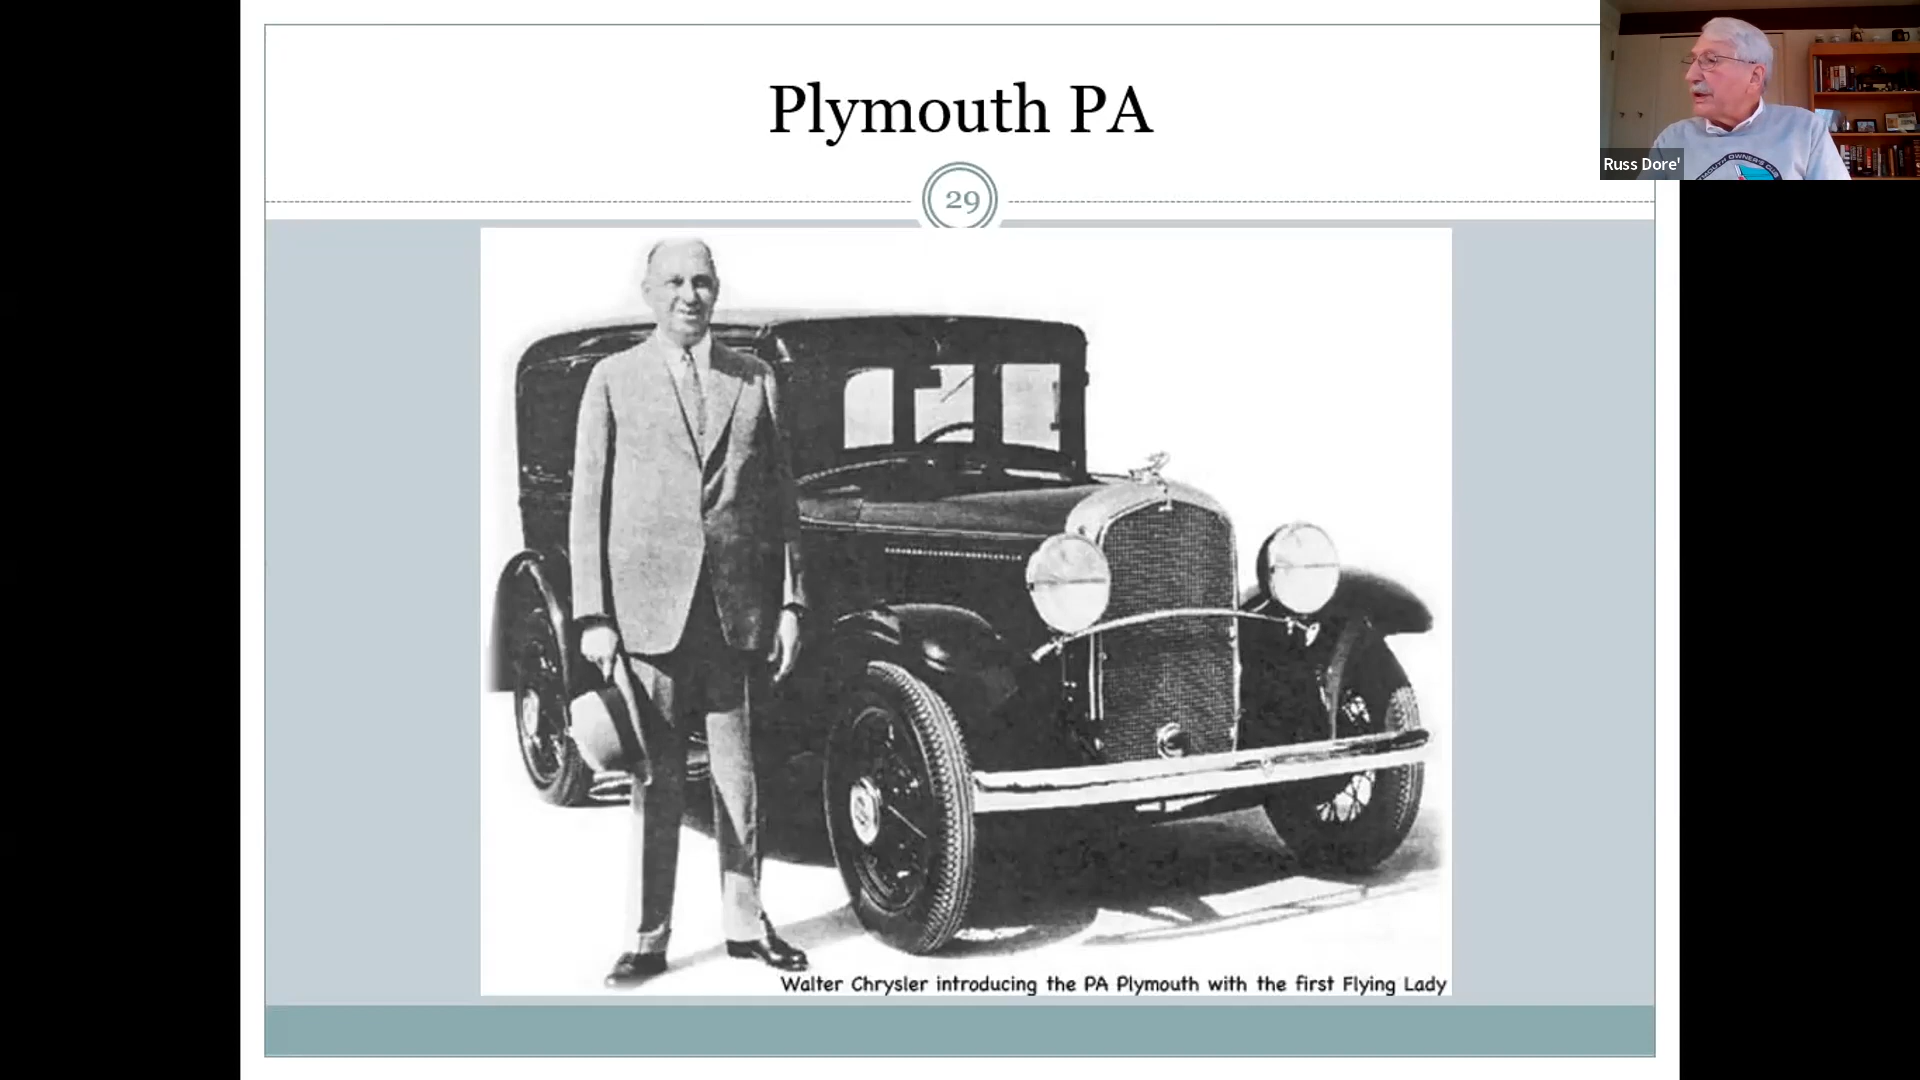 Plymouth PA
29
Russ Dore'
Walter Chrysler introducing the PA Plymouth with the first Flying Lady